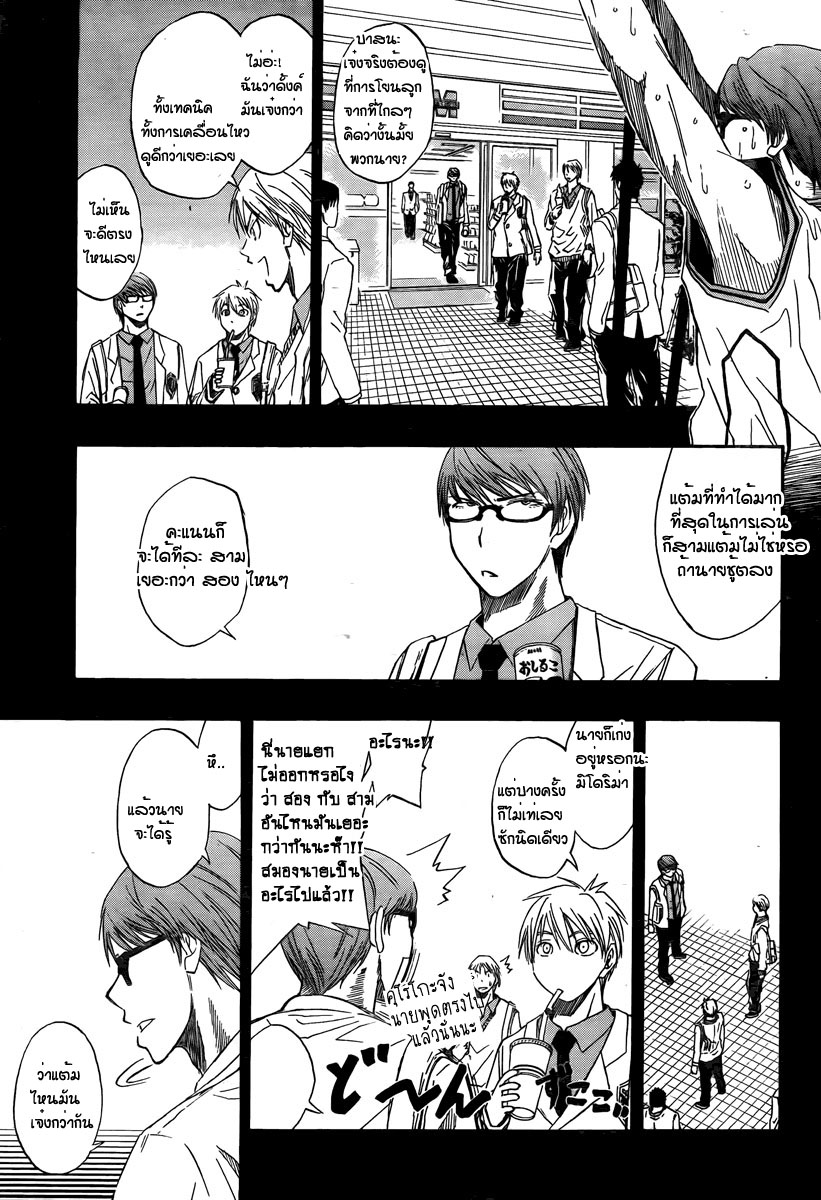 บาสนะ
เจ๋งจริงต้องดู
ที่การโยนลูก
จากที่ไกลๆ
คิดว่างั้นมั้ย
พวกนาย?
ไม่อ่ะ!
ฉันว่าดั้งค์
มันเจ๋งกว่า
ทั้งเทคนิค
ทั้งการเคลื่อนไหว
ดูดีกว่าเยอะเลย
ไม่เห็น
จะดีตรง
ไหนเลย
แต้มที่ทำได้มาก
ที่สุดในการเล่น
ก็สามแต้มไม่ไช่หรอ
ถ้านายชู้ตลง
คะแนนก็
จะได้ทีละ สาม
เยอะกว่า สอง ไหนๆ
おしるこ
นายก็เก่ง
อยู่หรอกนะ
มิโดริม่า
แต่บางครั้ง
ก็ไม่เท่เลย
ซักนิดเดียว
อะไรนะ!!
นี่นายแยก
ไม่ออกหรอไง
ว่า สอง กับ สาม
อันไหนมันเยอะ
กว่ากันนะห๊า!!
สมองนายเป็น
อะไรไปแล้ว!!
คุโรโกะจัง
นายพูดตรงไป
แล้วนั่นนะ
ど〜ん
ずここ
หึ..
แล้วนาย
จะได้รู้
ว่าแต้ม
ไหนมัน
เจ๋งกว่ากัน